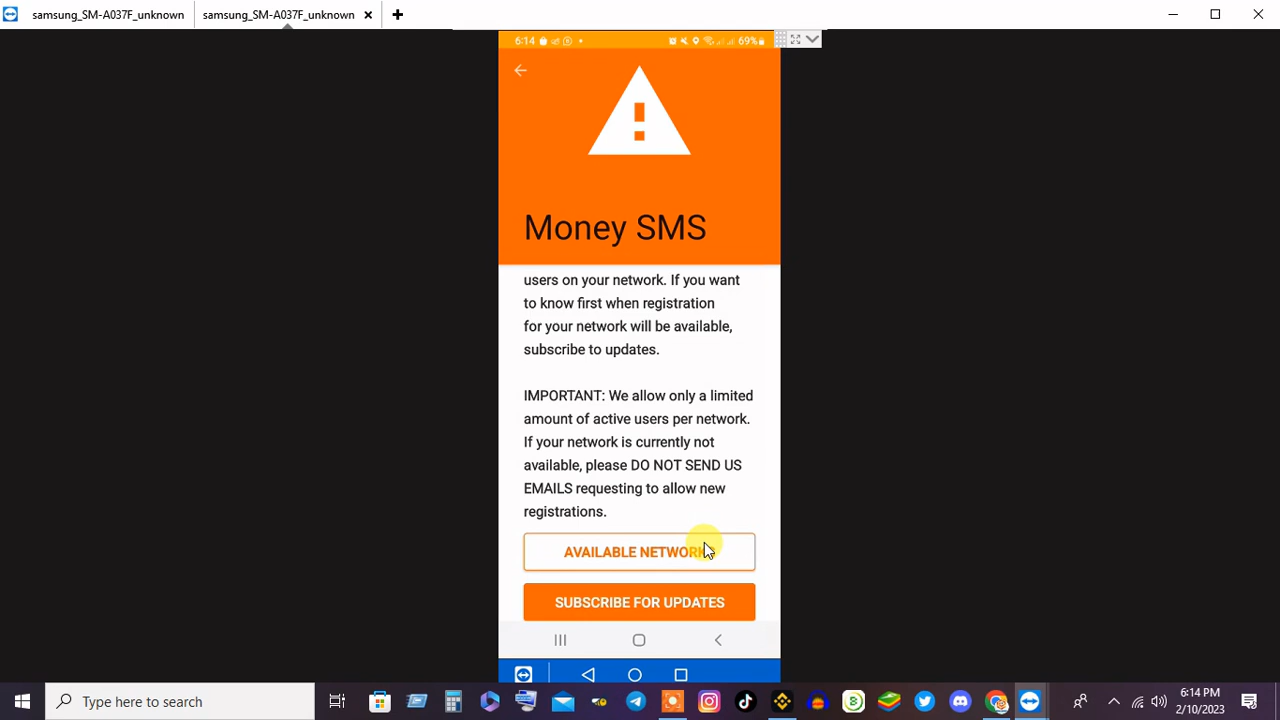 samsung_SM-A037F_unknown
samsung_SM-A037F_unknown
6:14
69%
Money SMS
users on your network. If you want
to know first when registration
for your network will be available,
subscribe to updates.
IMPORTANT: We allow only a limited
amount of active users per network.
If your network is currently not
available, please DO NOT SEND US
EMAILS requesting to allow new
registrations.
AVAILABLE
SUBSCRIBE FOR UPDATES
Type here to search
6:14 PM
2/10/2023